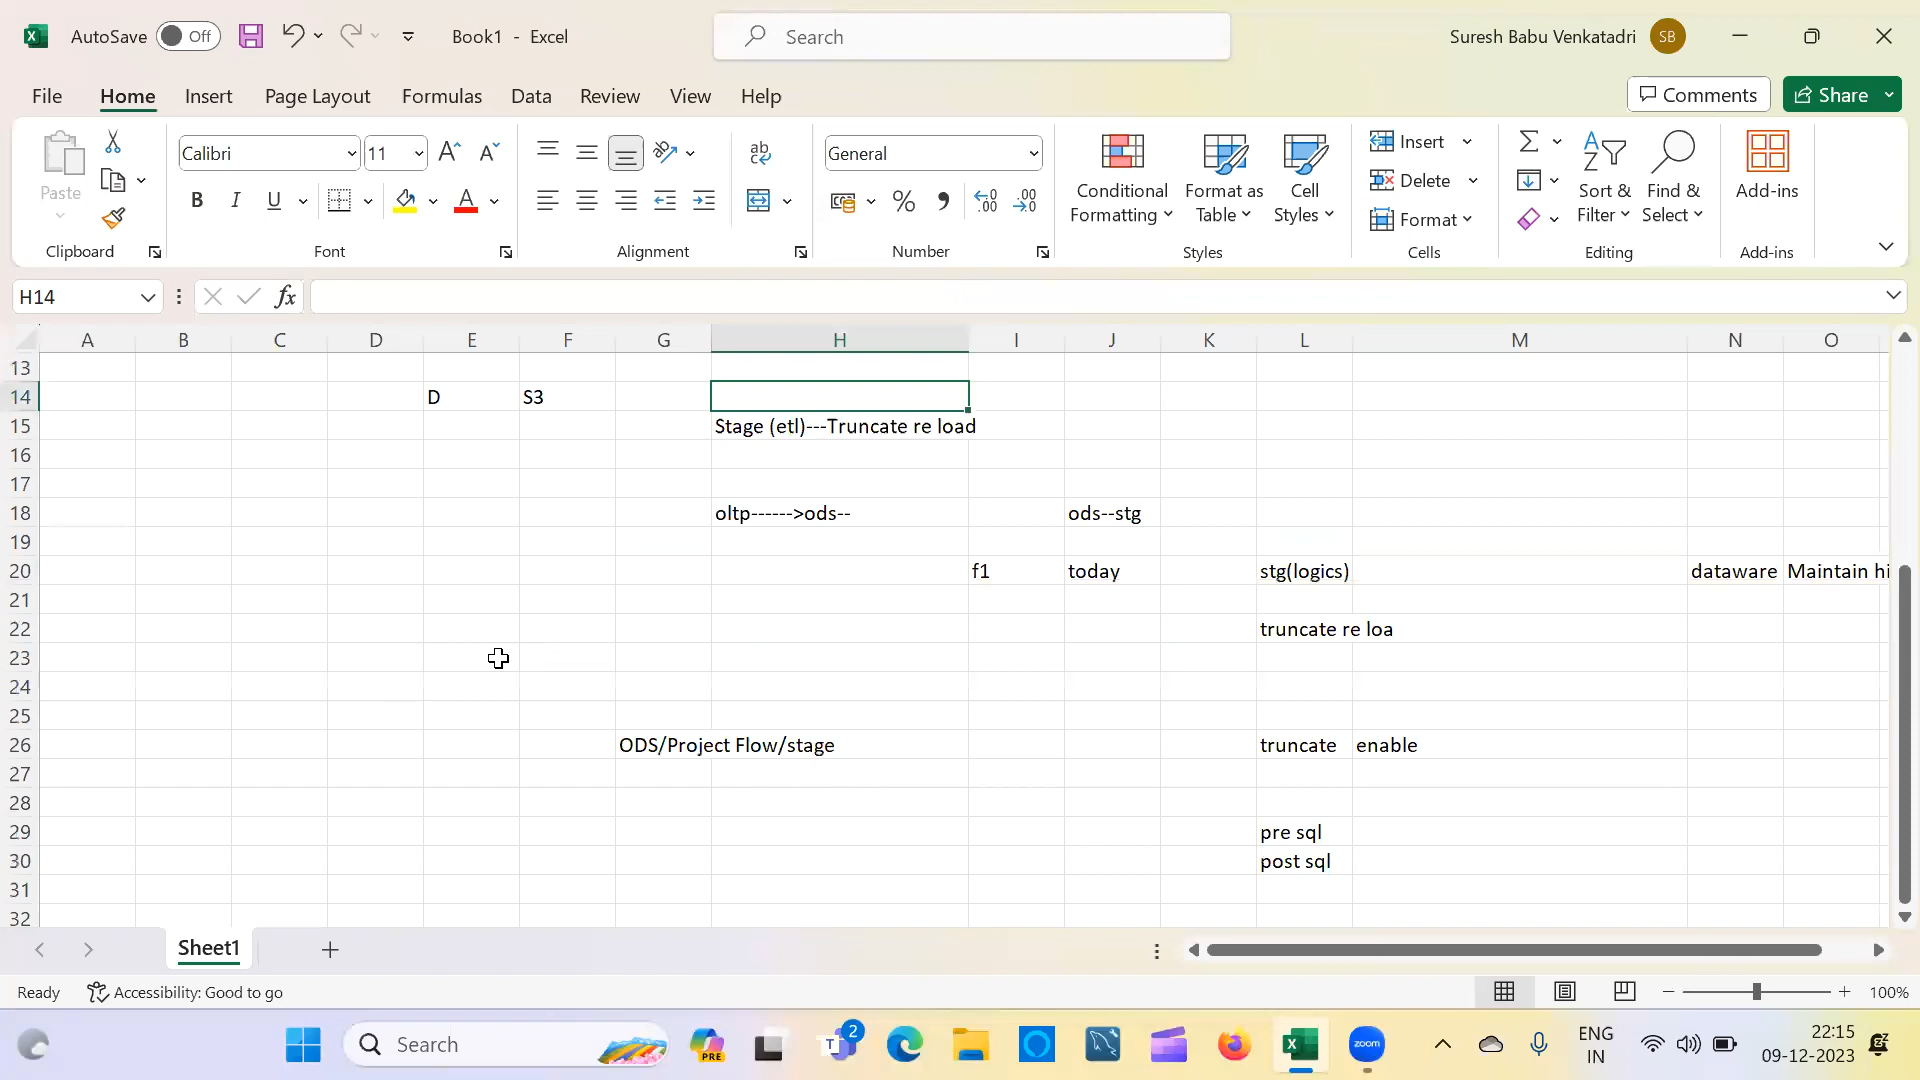 AutoSave Off Book1 - Excel Search Suresh Babu Venkatadri SB
File Home Insert Page Layout Formulas Data Review View Help Comments Share
Paste Calibri 11 General
B I U
Conditional Formatting Format as Table Cell Styles Insert Delete Format Sort & Filter Find & Select Add-ins
Clipboard Font Alignment Number Styles Cells Editing Add-ins
H14 fx
A B C D E F G H I J K L M N O
13
14 D S3
15 Stage (etl)---Truncate re load
16
17
18 oltp------>ods-- ods--stg
19
20 f1 today stg(logics) dataware Maintain hi
21
22 truncate re loa
23
24
25
26 ODS/Project Flow/stage truncate enable
27
28
29 pre sql
30 post sql
31
32
Sheet1
Ready Accessibility: Good to go 100%
Search PRE T 2 zoom ENG IN 22:15 09-12-2023